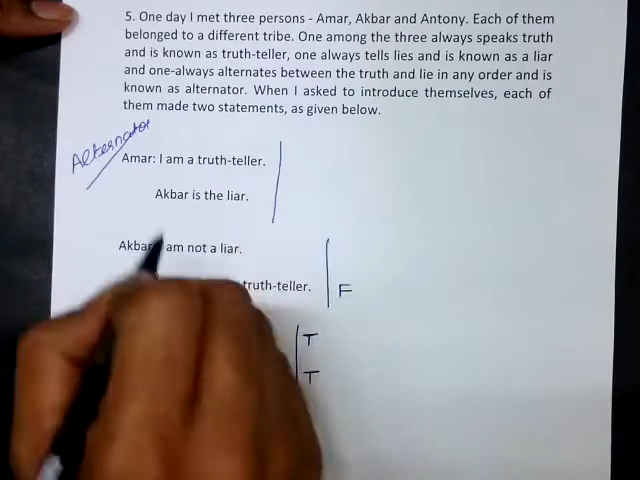 5. One day I met three persons - Amar, Akbar and Antony. Each of them
belonged to a different tribe. One among the three always speaks truth
and is known as truth-teller, one always tells lies and is known as a liar
and one-always alternates between the truth and lie in any order and is
known as alternator. When I asked to introduce themselves, each of
them made two statements, as given below.
Alternator
Amar: I am a truth-teller.
Akbar is the liar.
Akbar am not a liar.
truth-teller. F
T
T